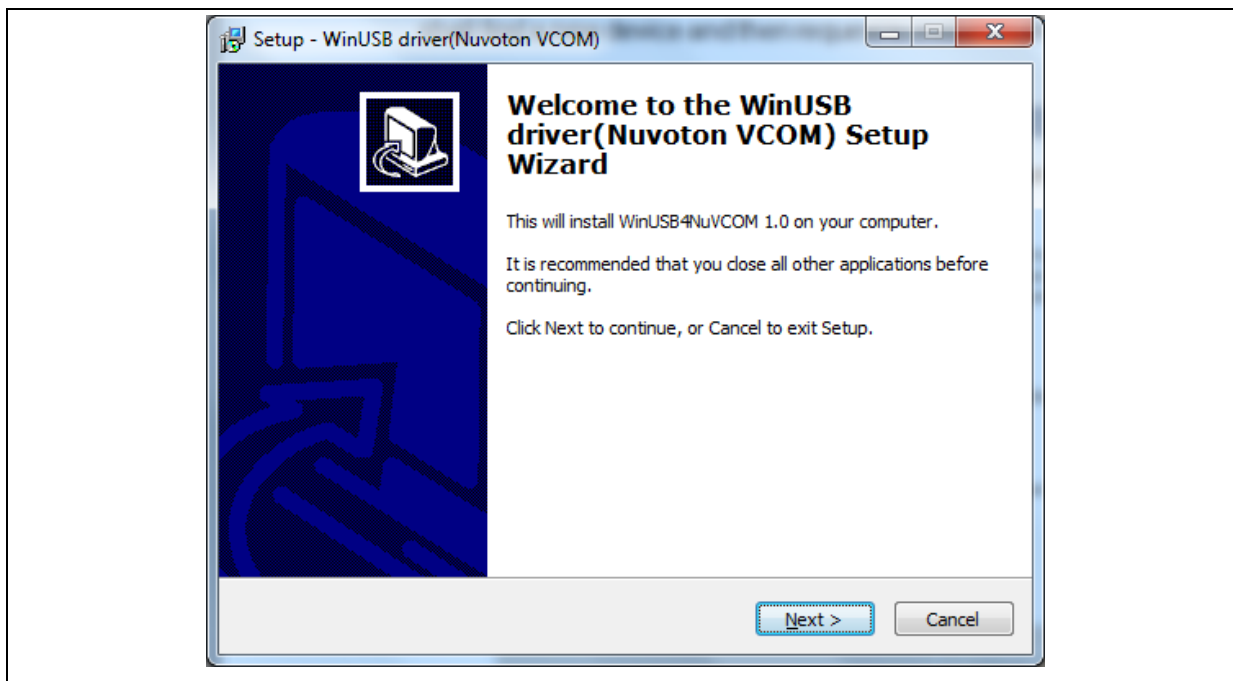 Setup - WinUSB driver(Nuvoton VCOM)
Welcome to the WinUSB
driver(Nuvoton VCOM) Setup
Wizard
This will install WinUSB4NuVCOM 1.0 on your computer.
It is recommended that you close all other applications before
continuing.
Click Next to continue, or Cancel to exit Setup.
Next >
Cancel